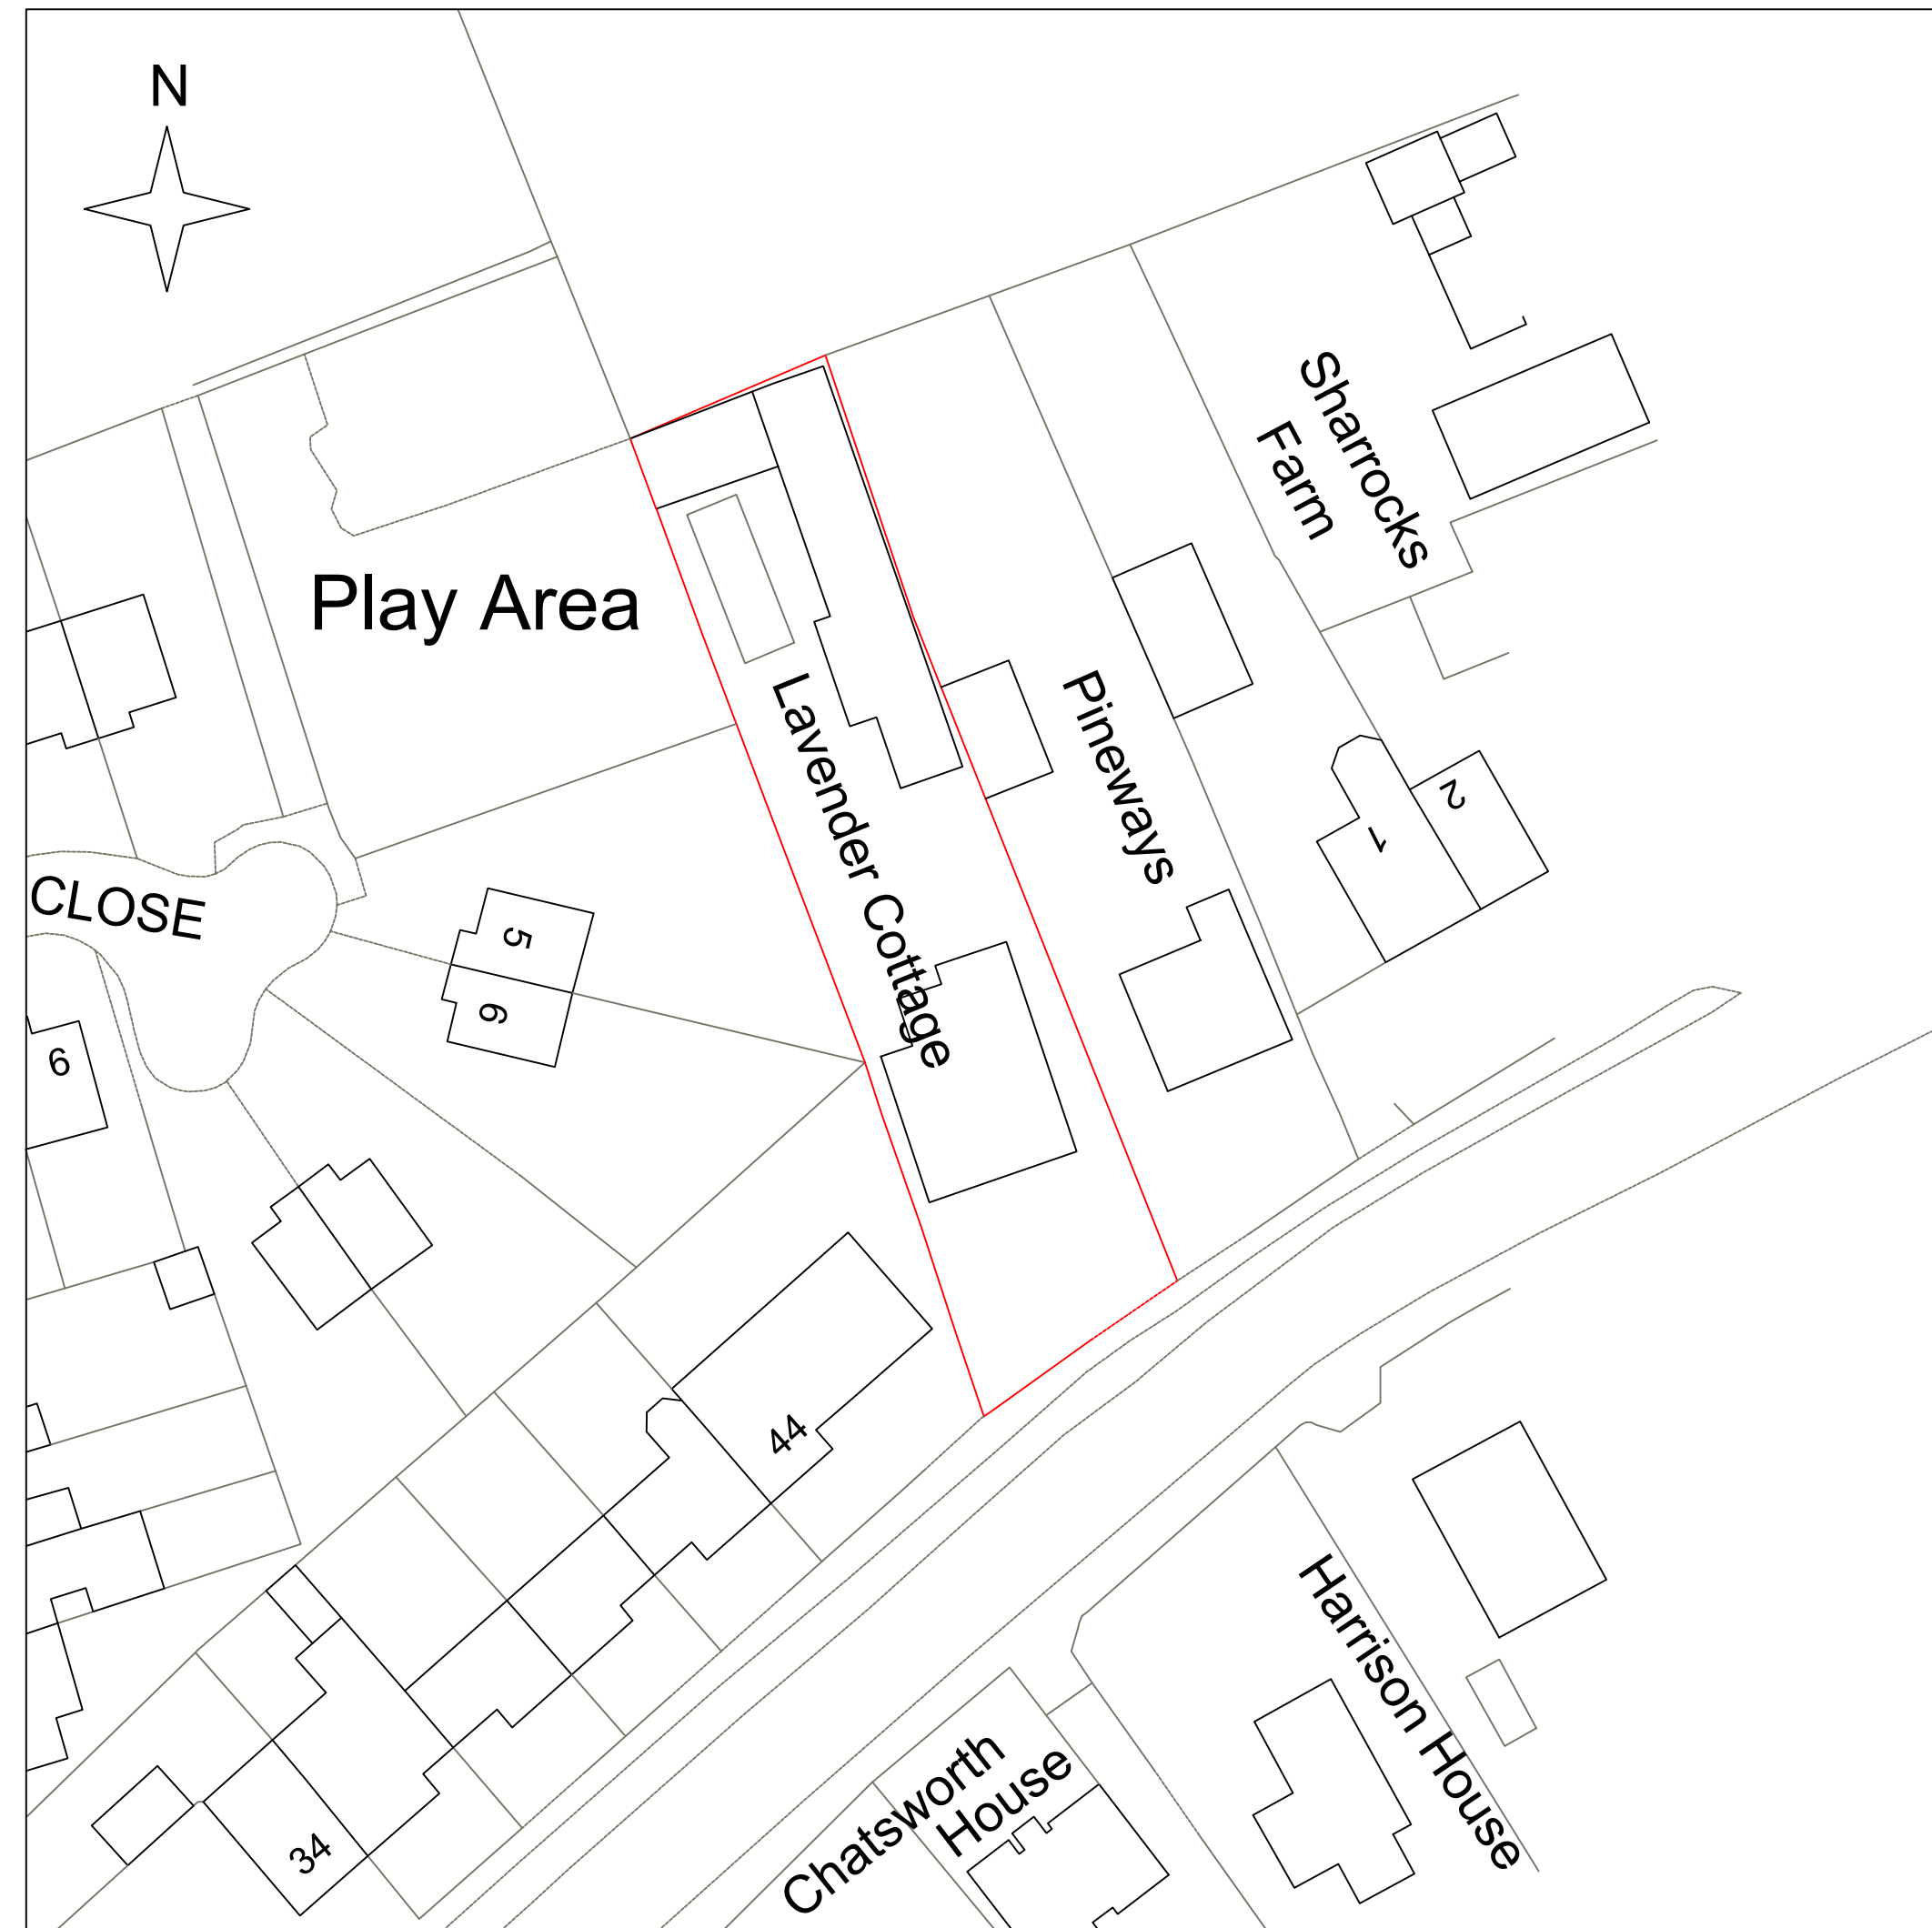 N
Sharrocks
Farm
Play Area
Lavender Cottage
Pineways
2
1
CLOSE
5
6
6
44
Harrison House
Chatsworth
House
34